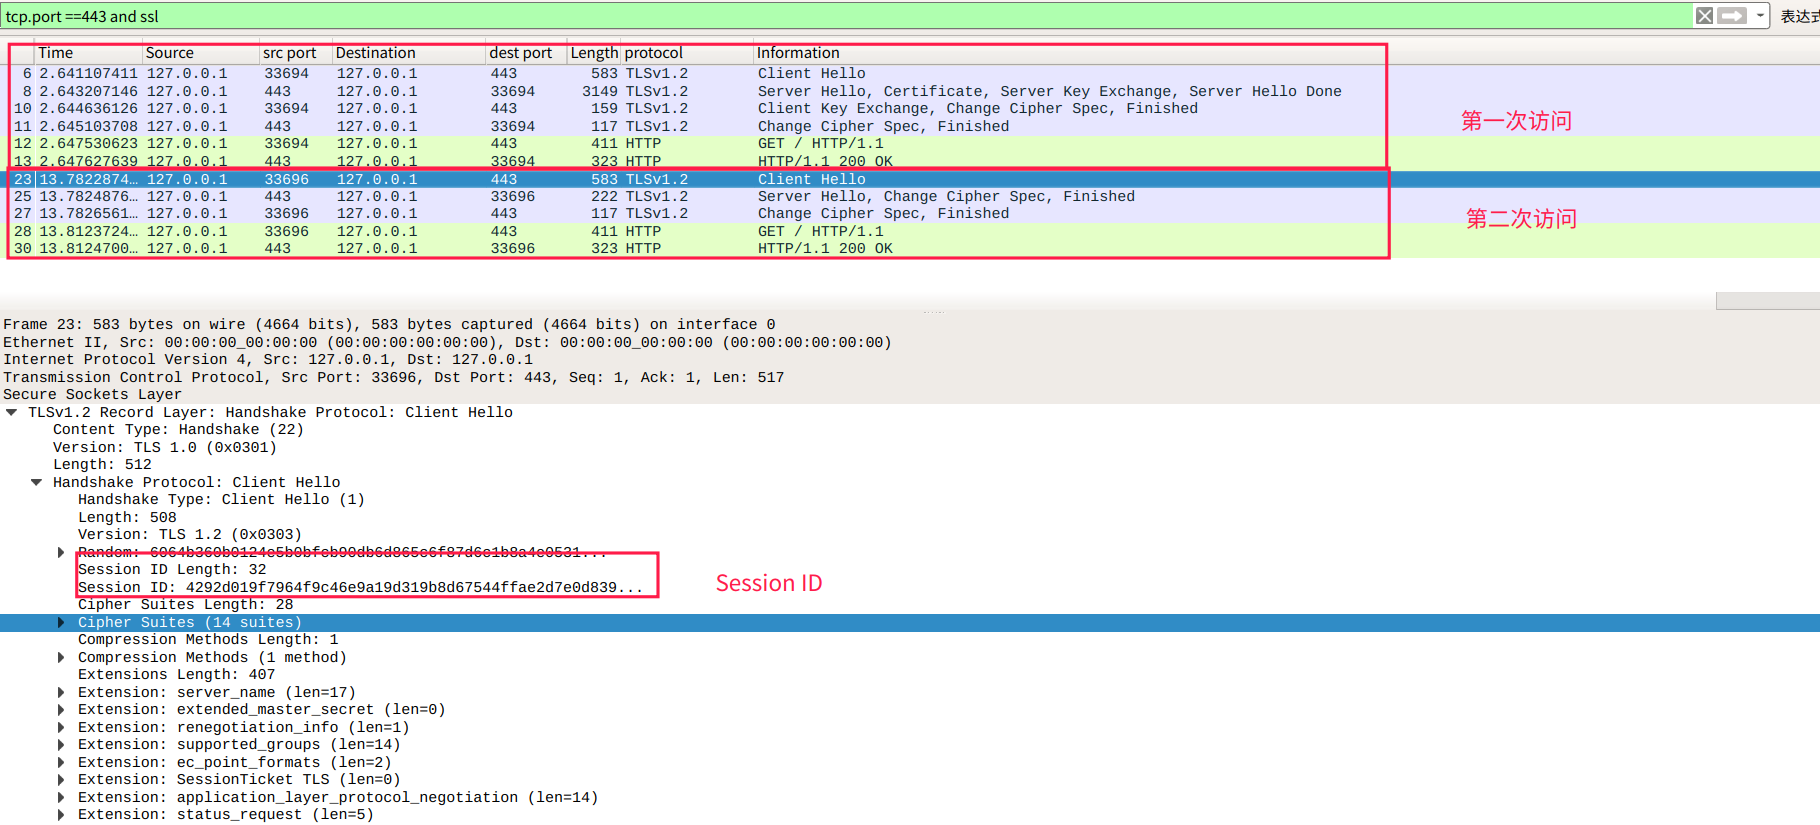 tcp.port ==443 and ssl
表达式
Time Source src port Destination dest port Length protocol Information
6 2.641107411 127.0.0.1 33694 127.0.0.1 443 583 TLSv1.2 Client Hello
8 2.643207146 127.0.0.1 443 127.0.0.1 33694 3149 TLSv1.2 Server Hello, Certificate, Server Key Exchange, Server Hello Done
10 2.644636126 127.0.0.1 33694 127.0.0.1 443 159 TLSv1.2 Client Key Exchange, Change Cipher Spec, Finished
11 2.645103708 127.0.0.1 443 127.0.0.1 33694 117 TLSv1.2 Change Cipher Spec, Finished
12 2.647530623 127.0.0.1 33694 127.0.0.1 443 411 HTTP GET / HTTP/1.1
13 2.647627639 127.0.0.1 443 127.0.0.1 33694 323 HTTP HTTP/1.1 200 OK
第一次访问
23 13.7822874… 127.0.0.1 33696 127.0.0.1 443 583 TLSv1.2 Client Hello
25 13.7824876… 127.0.0.1 443 127.0.0.1 33696 222 TLSv1.2 Server Hello, Change Cipher Spec, Finished
27 13.7826561… 127.0.0.1 33696 127.0.0.1 443 117 TLSv1.2 Change Cipher Spec, Finished
28 13.8123724… 127.0.0.1 33696 127.0.0.1 443 411 HTTP GET / HTTP/1.1
30 13.8124700… 127.0.0.1 443 127.0.0.1 33696 323 HTTP HTTP/1.1 200 OK
第二次访问
Frame 23: 583 bytes on wire (4664 bits), 583 bytes captured (4664 bits) on interface 0
Ethernet II, Src: 00:00:00_00:00:00 (00:00:00:00:00:00), Dst: 00:00:00_00:00:00 (00:00:00:00:00:00)
Internet Protocol Version 4, Src: 127.0.0.1, Dst: 127.0.0.1
Transmission Control Protocol, Src Port: 33696, Dst Port: 443, Seq: 1, Ack: 1, Len: 517
Secure Sockets Layer
TLSv1.2 Record Layer: Handshake Protocol: Client Hello
Content Type: Handshake (22)
Version: TLS 1.0 (0x0301)
Length: 512
Handshake Protocol: Client Hello
Handshake Type: Client Hello (1)
Length: 508
Version: TLS 1.2 (0x0303)
Random: 
Session ID Length: 32
Session ID: 4292d019f7964f9c46e9a19d319b8d67544ffae2d7e0d839...
Session ID
Cipher Suites Length: 28
Cipher Suites (14 suites)
Compression Methods Length: 1
Compression Methods (1 method)
Extensions Length: 407
Extension: server_name (len=17)
Extension: extended_master_secret (len=0)
Extension: renegotiation_info (len=1)
Extension: supported_groups (len=14)
Extension: ec_point_formats (len=2)
Extension: SessionTicket TLS (len=0)
Extension: application_layer_protocol_negotiation (len=14)
Extension: status_request (len=5)